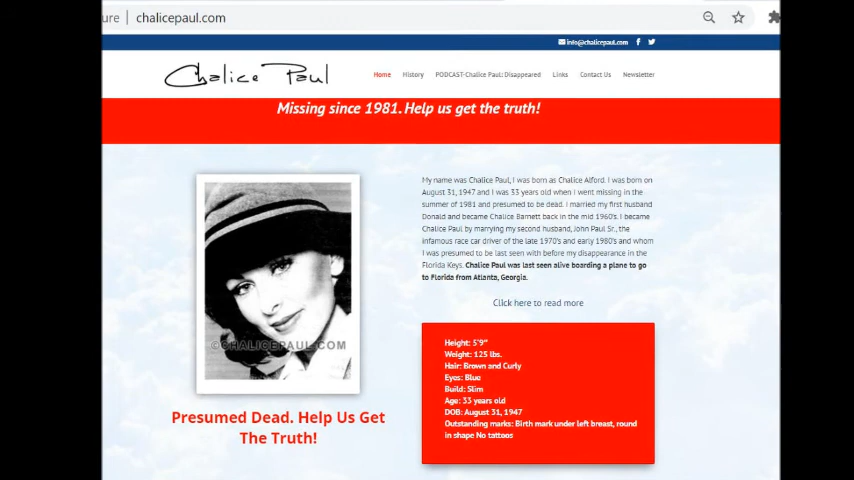 ure chalicepaul.com
info@chalicepaul.com
Chalice Paul
Home History PODCAST-Chalice Paul: Disappeared Links Contact Us Newsletter
Missing since 1981. Help us get the truth!
My name was Chalice Paul, I was born as Chalice Alford. I was born on
August 31, 1947 and I was 33 years old when I went missing in the
summer of 1981 and presumed to be dead. I married my first husband
Donald and became Chalice Barnett back in the mid 1960's. I became
Chalice Paul by marrying my second husband, John Paul Sr., the
infamous race car driver of the late 1970's and early 1980's and whom
I was presumed to be last seen with before my disappearance in the
Florida Keys. Chalice Paul was last seen alive boarding a plane to go
to Florida from Atlanta, Georgia.
Click here to read more
©CHALICEPAUL.COM
Presumed Dead. Help Us Get
The Truth!
Height: 5'9"
Weight: 125 lbs.
Hair: Brown and Curly
Eyes: Blue
Build: Slim
Age: 33 years old
DOB: August 31, 1947
Outstanding marks: Birth mark under left breast, round
in shape No tattoos